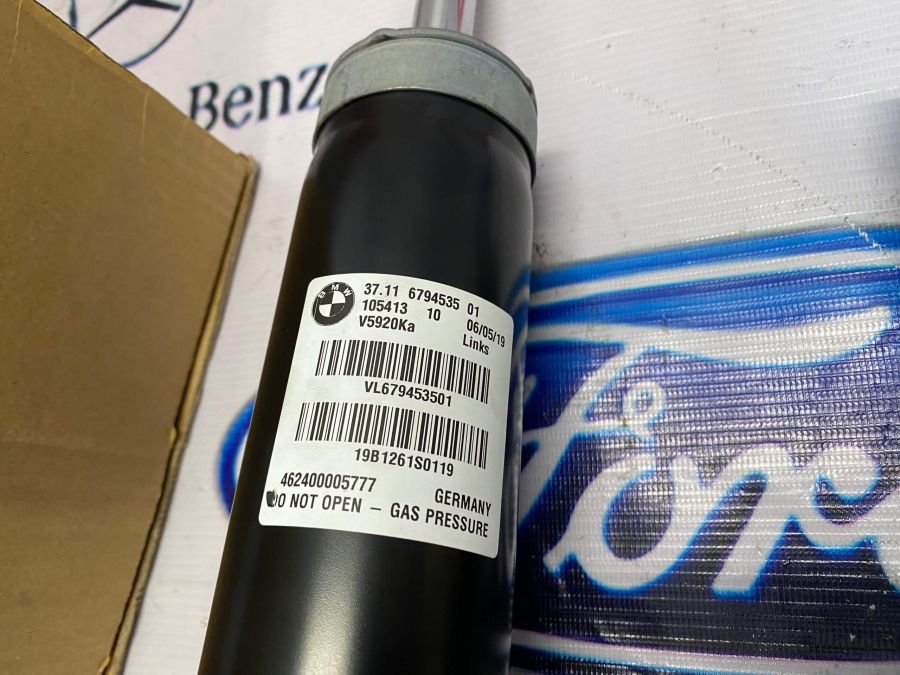 Benz
BMW
37.11 6794535 01
105413 10 06/05/19
V5920Ka Links
VL679453501
19B1261S0119
462400005777 GERMANY
DO NOT OPEN – GAS PRESSURE
Ford